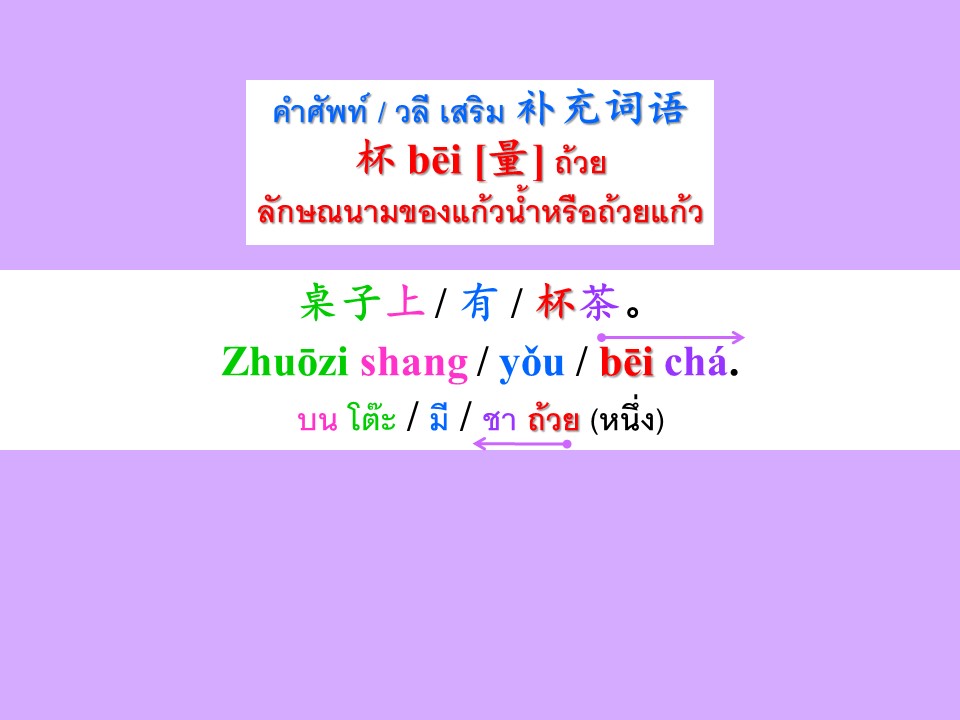 คำศัพท์ / วลี เสริม 补充词语
杯 bēi [量] ถ้วย
ลักษณนามของแก้วน้ำหรือถ้วยแก้ว
桌子上 / 有 / 杯茶。
Zhuōzi shang / yǒu / bēi chá.
บน โต๊ะ / มี / ชา ถ้วย (หนึ่ง)